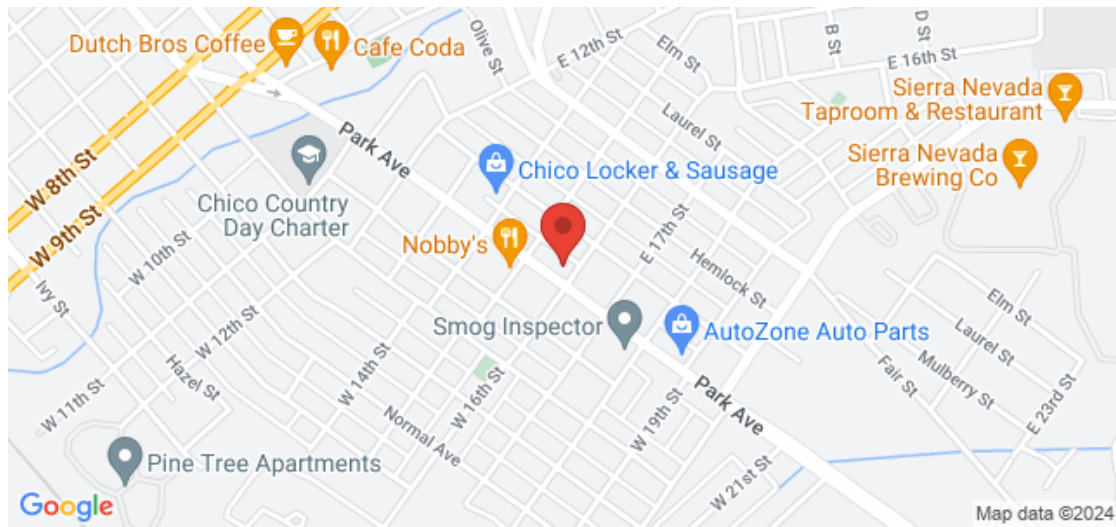 Dutch Bros Coffee
Cafe Coda
Olive St
E 12th St
Elm St
B St
D St
E 16th St
Sierra Nevada
Taproom & Restaurant
Park Ave
Laurel St
W 8th St
Chico Locker & Sausage
Sierra Nevada
Brewing Co
Chico Country
Day Charter
W 9th St
Nobby's
E 17th St
W 10th St
Ivy St
Hemlock St
Elm St
Smog Inspector
AutoZone Auto Parts
Laurel St
W 12th St
Hazel St
W 14th St
Fair St
Mulberry St
W 11th St
W 16th St
Normal Ave
Park Ave
E 23rd St
W 19th St
Pine Tree Apartments
W 21st St
Google
Map data ©2024